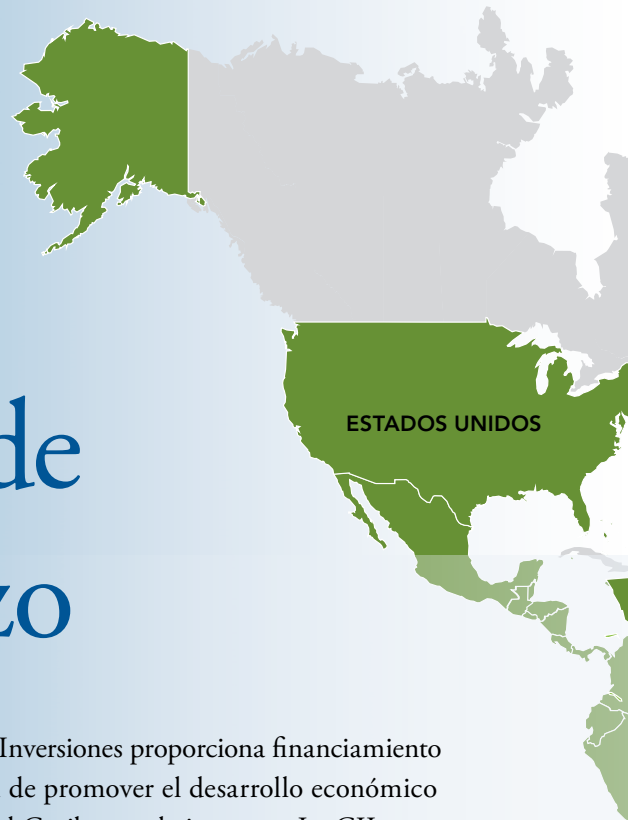 ESTADOS UNIDOS
de
zo
Inversiones proporciona financiamiento
de promover el desarrollo económico